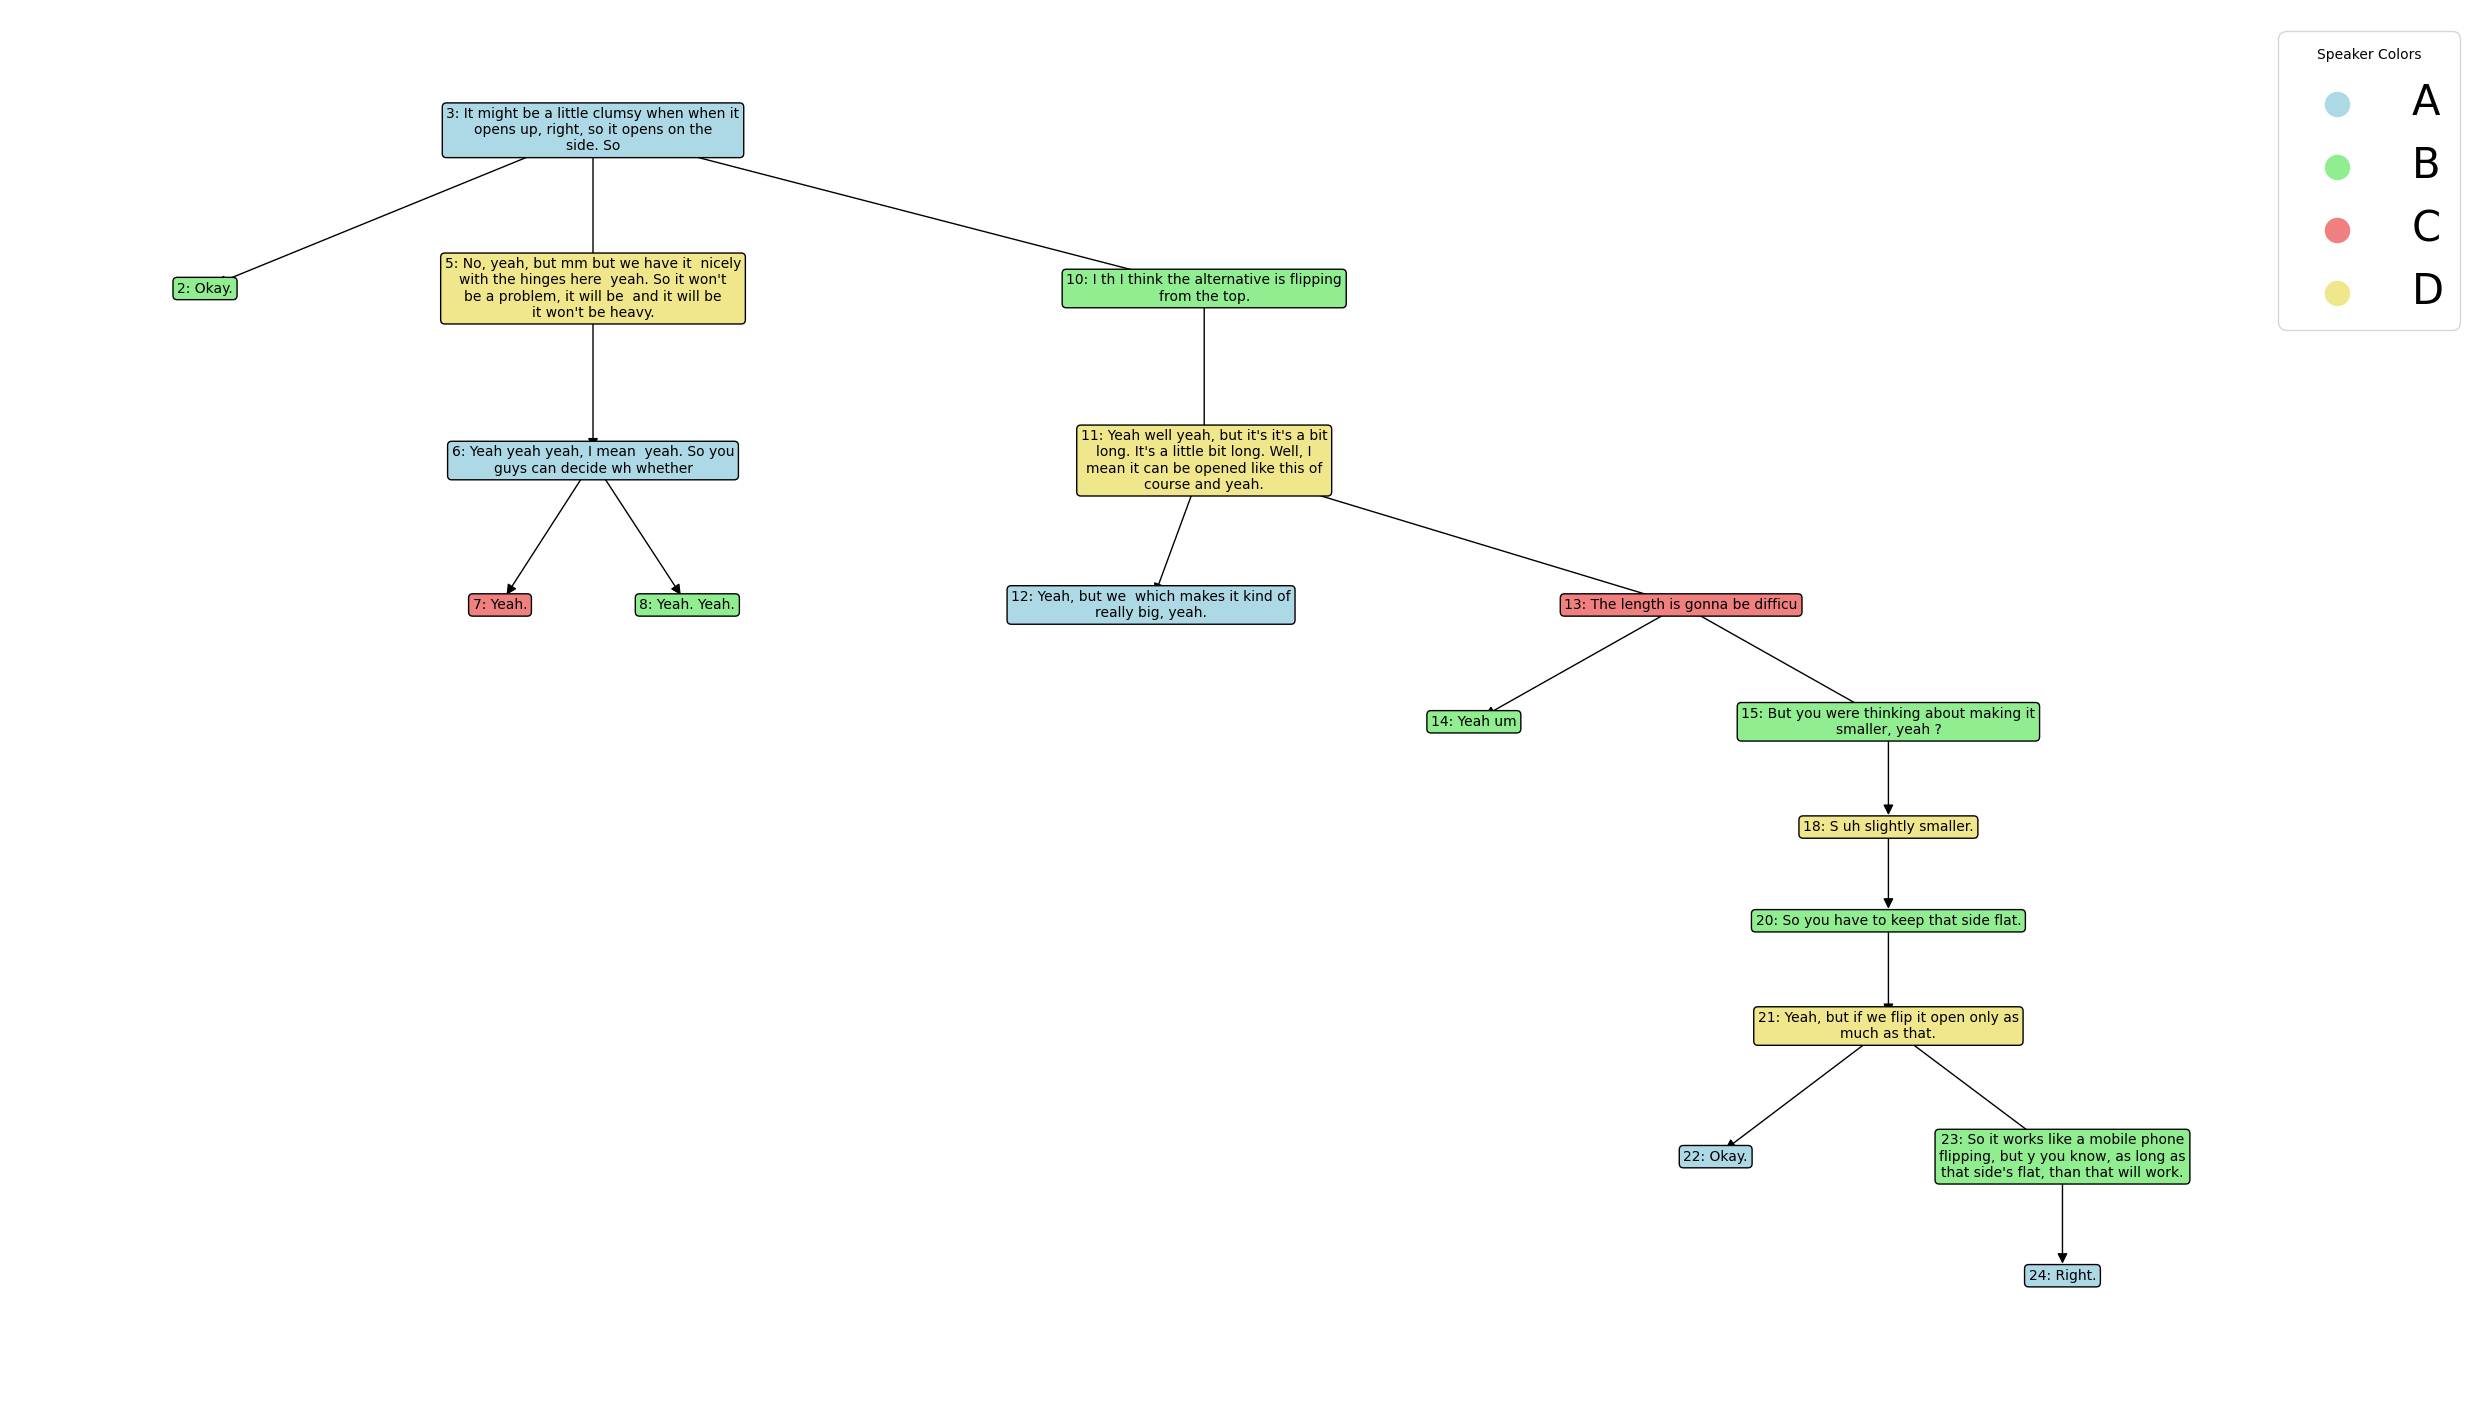 Speaker Colors
A
B
C
D
3: It might be a little clumsy when when it
opens up, right, so it opens on the
side. So
2: Okay.
5: No, yeah, but mm but we have it  nicely
with the hinges here  yeah. So it won't
be a problem, it will be  and it will be
it won't be heavy.
10: I th I think the alternative is flipping
from the top.
6: Yeah yeah yeah, I mean  yeah. So you
guys can decide wh whether
11: Yeah well yeah, but it's it's a bit
long. It's a little bit long. Well, I
mean it can be opened like this of
course and yeah.
7: Yeah.
8: Yeah. Yeah.
12: Yeah, but we  which makes it kind of
really big, yeah.
13: The length is gonna be difficu
14: Yeah um
15: But you were thinking about making it
smaller, yeah ?
18: S uh slightly smaller.
20: So you have to keep that side flat.
21: Yeah, but if we flip it open only as
much as that.
22: Okay.
23: So it works like a mobile phone
flipping, but y you know, as long as
that side's flat, than that will work.
24: Right.